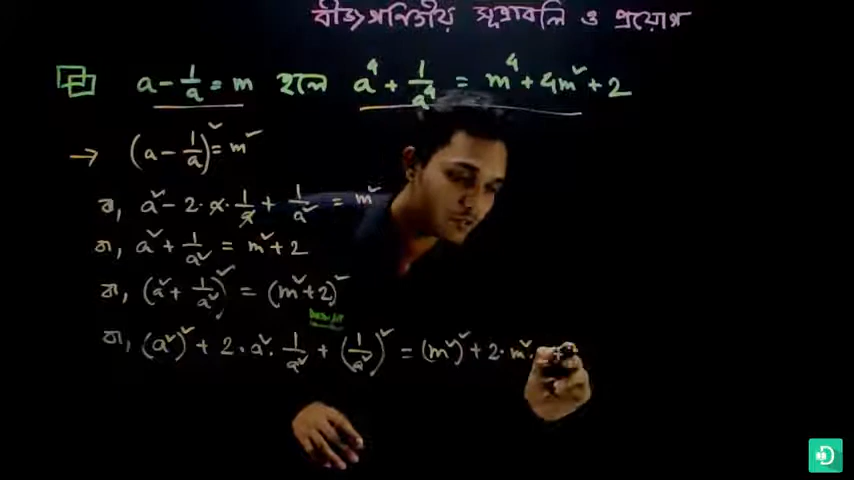 বীজগণিতীয় সূত্রাবলি ও প্রয়োগ
a - 1/a = m হলে a⁴ + 1/a⁴ = m⁴ + 4m² + 2
→ (a - 1/a)² = m²
বা, a² - 2·a·1/a + 1/a² = m²
বা, a² + 1/a² = m² + 2
বা, (a² + 1/a²)² = (m² + 2)²
বা, (a²)² + 2·a²·1/a² + (1/a²)² = (m²)² + 2·m²·